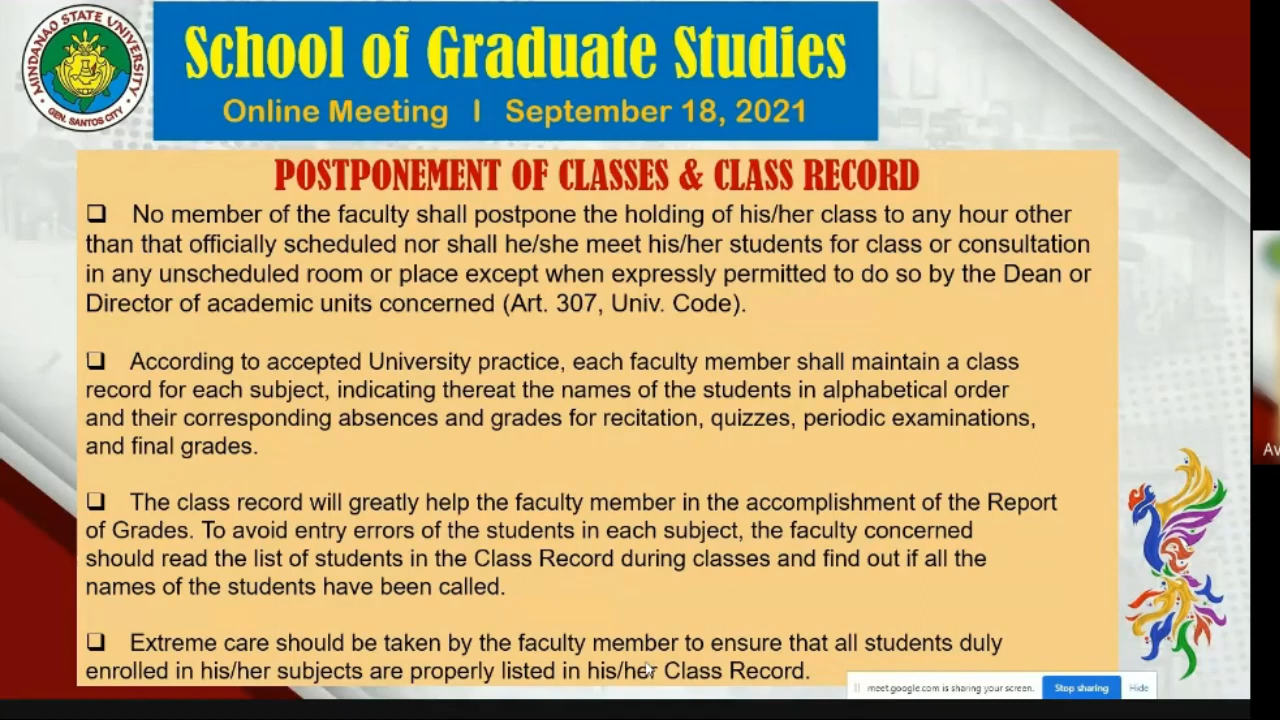 MINDANAO STATE UNIVERSITY
GEN. SANTOS CITY
School of Graduate Studies
Online Meeting | September 18, 2021
POSTPONEMENT OF CLASSES & CLASS RECORD
❑ No member of the faculty shall postpone the holding of his/her class to any hour other
than that officially scheduled nor shall he/she meet his/her students for class or consultation
in any unscheduled room or place except when expressly permitted to do so by the Dean or
Director of academic units concerned (Art. 307, Univ. Code).
❑ According to accepted University practice, each faculty member shall maintain a class
record for each subject, indicating thereat the names of the students in alphabetical order
and their corresponding absences and grades for recitation, quizzes, periodic examinations,
and final grades.
❑ The class record will greatly help the faculty member in the accomplishment of the Report
of Grades. To avoid entry errors of the students in each subject, the faculty concerned
should read the list of students in the Class Record during classes and find out if all the
names of the students have been called.
❑ Extreme care should be taken by the faculty member to ensure that all students duly
enrolled in his/her subjects are properly listed in his/her Class Record.
meet.google.com is sharing your screen. Stop sharing Hide